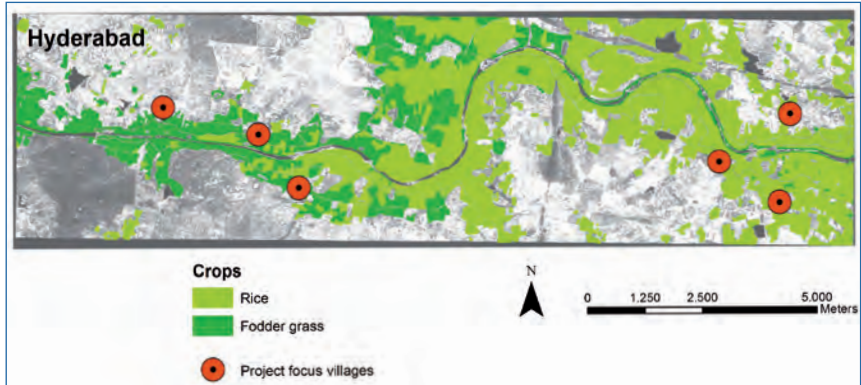 Hyderabad
Crops
Rice
Fodder grass
Project focus villages
N
0 1.250 2.500 5.000
Meters